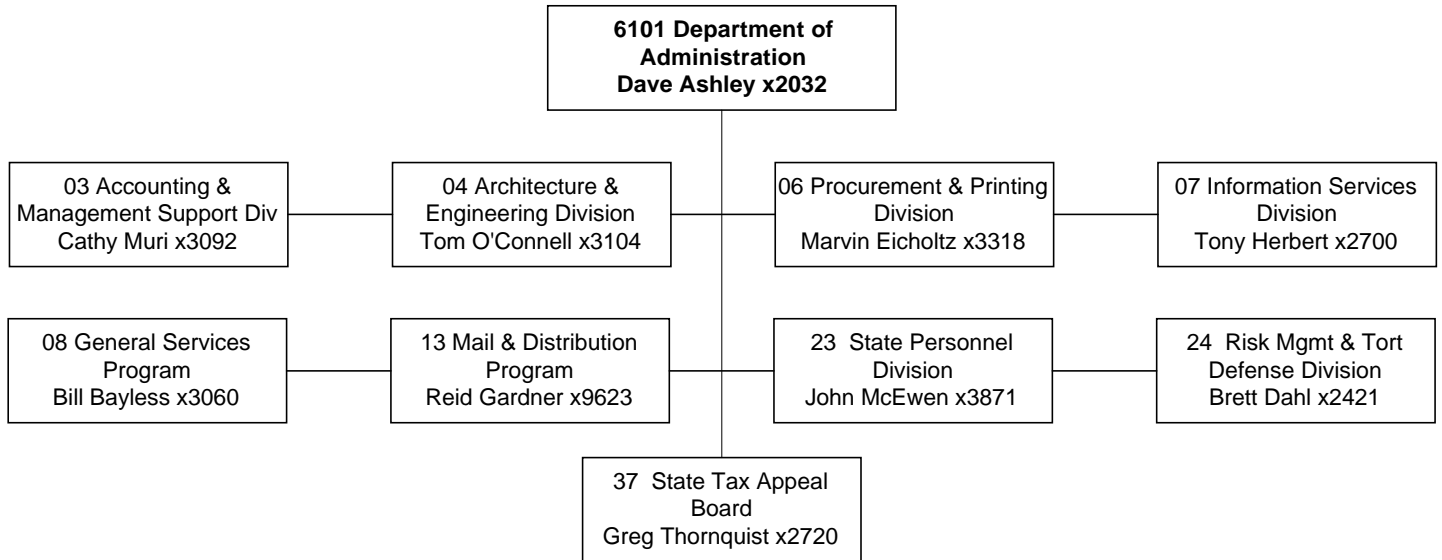 6101 Department of
Administration
Dave Ashley x2032
03 Accounting &
Management Support Div
Cathy Muri x3092
04 Architecture &
Engineering Division
Tom O'Connell x3104
06 Procurement & Printing
Division
Marvin Eicholtz x3318
07 Information Services
Division
Tony Herbert x2700
08 General Services
Program
Bill Bayless x3060
13 Mail & Distribution
Program
Reid Gardner x9623
23 State Personnel
Division
John McEwen x3871
24 Risk Mgmt & Tort
Defense Division
Brett Dahl x2421
37 State Tax Appeal
Board
Greg Thornquist x2720